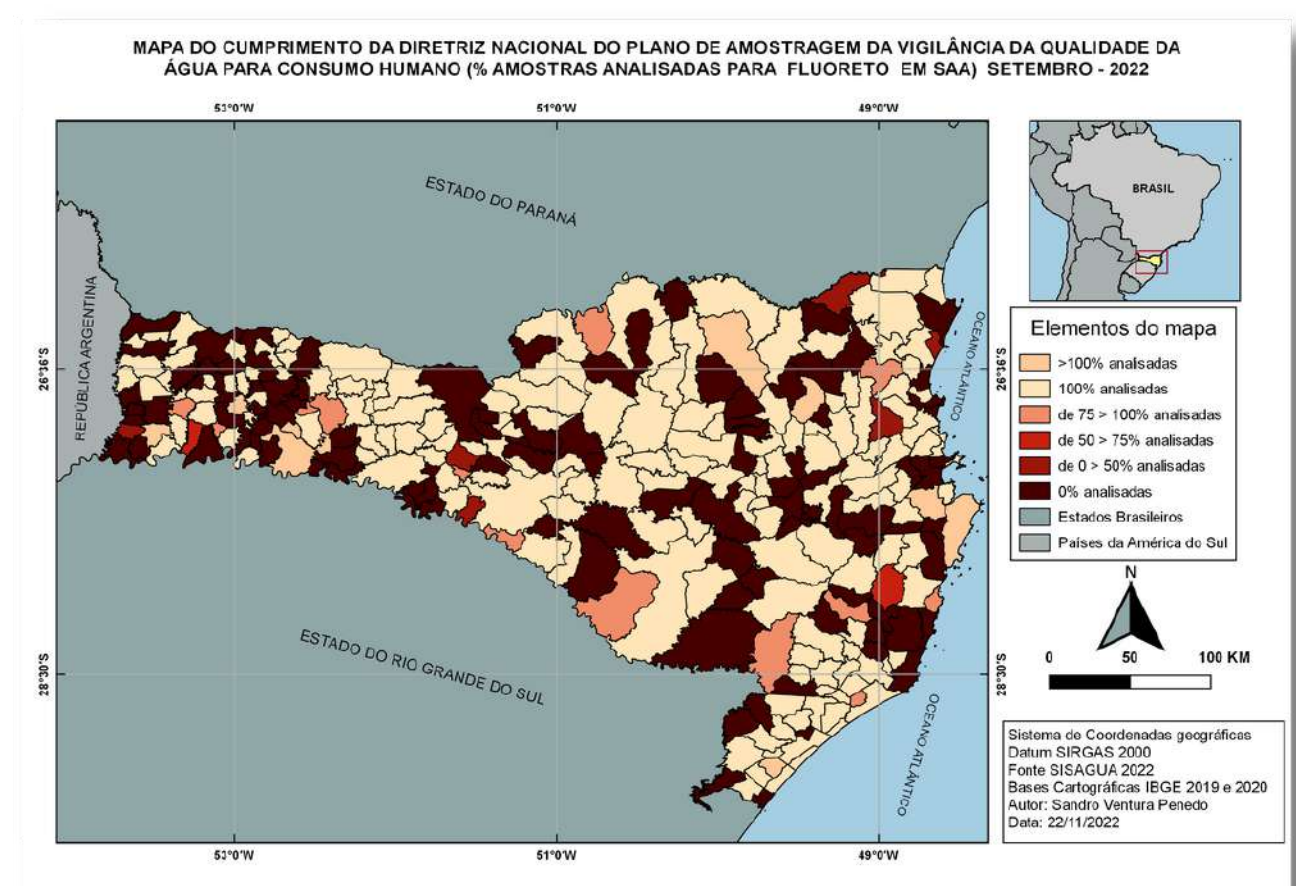 MAPA DO CUMPRIMENTO DA DIRETRIZ NACIONAL DO PLANO DE AMOSTRAGEM DA VIGILÂNCIA DA QUALIDADE DA
ÁGUA PARA CONSUMO HUMANO (% AMOSTRAS ANALISADAS PARA FLUORETO EM SAA) SETEMBRO - 2022
53°0'W
51°0'W
49°0'W
ESTADO DO PARANÁ
REPÚBLICA ARGENTINA
26°16'S
28°30'S
ESTADO DO RIO GRANDE DO SUL
OCEANO ATLÂNTICO
OCEANO ATLÂNTICO
26°16'S
28°30'S
53°0'W
51°0'W
49°0'W
BRASIL
Elementos do mapa
>100% analisadas
100% analisadas
de 75 > 100% analisadas
de 50 > 75% analisadas
de 0 > 50% analisadas
0% analisadas
Estados Brasileiros
Países da América do Sul
N
0 50 100 KM
Sistema de Coordenadas geográficas
Datum SIRGAS 2000
Fonte SISAGUA 2022
Bases Cartográficas IBGE 2019 e 2020
Autor: Sandro Ventura Penedo
Data: 22/11/2022